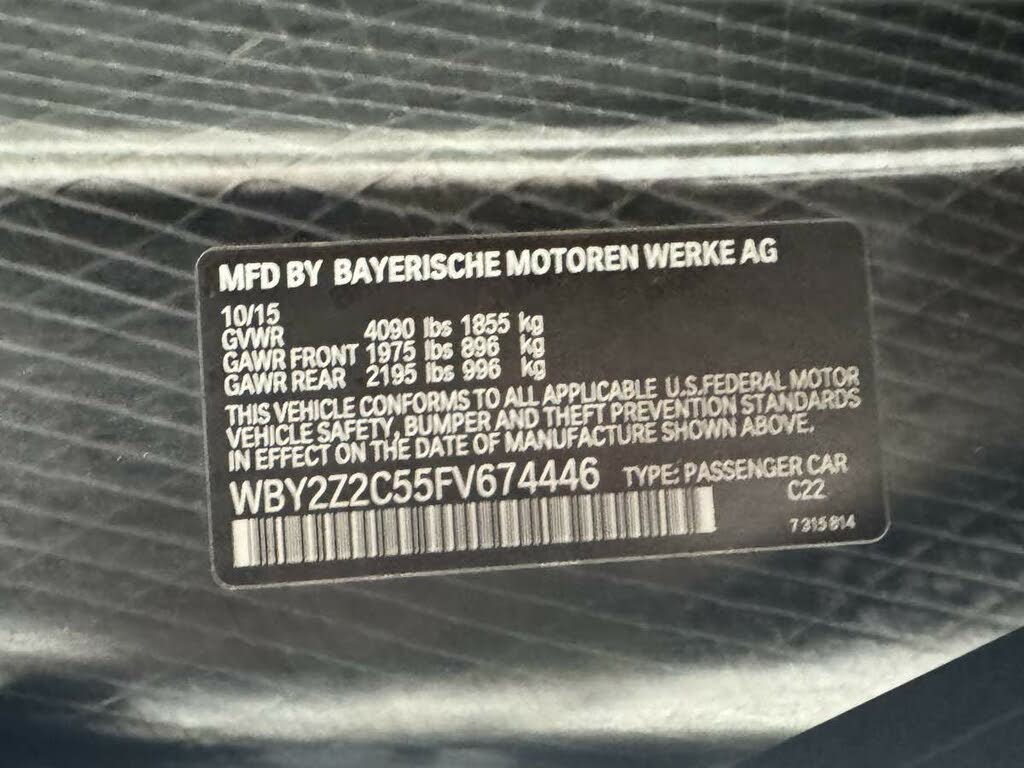 MFD BY BAYERISCHE MOTOREN WERKE AG
10/15
GVWR 4090 lbs 1855 kg
GAWR FRONT 1975 lbs 896 kg
GAWR REAR 2195 lbs 996 kg
THIS VEHICLE CONFORMS TO ALL APPLICABLE U.S.FEDERAL MOTOR
VEHICLE SAFETY, BUMPER AND THEFT PREVENTION STANDARDS
IN EFFECT ON THE DATE OF MANUFACTURE SHOWN ABOVE.
WBY2Z2C55FV674446 TYPE: PASSENGER CAR
C22
7 315 814